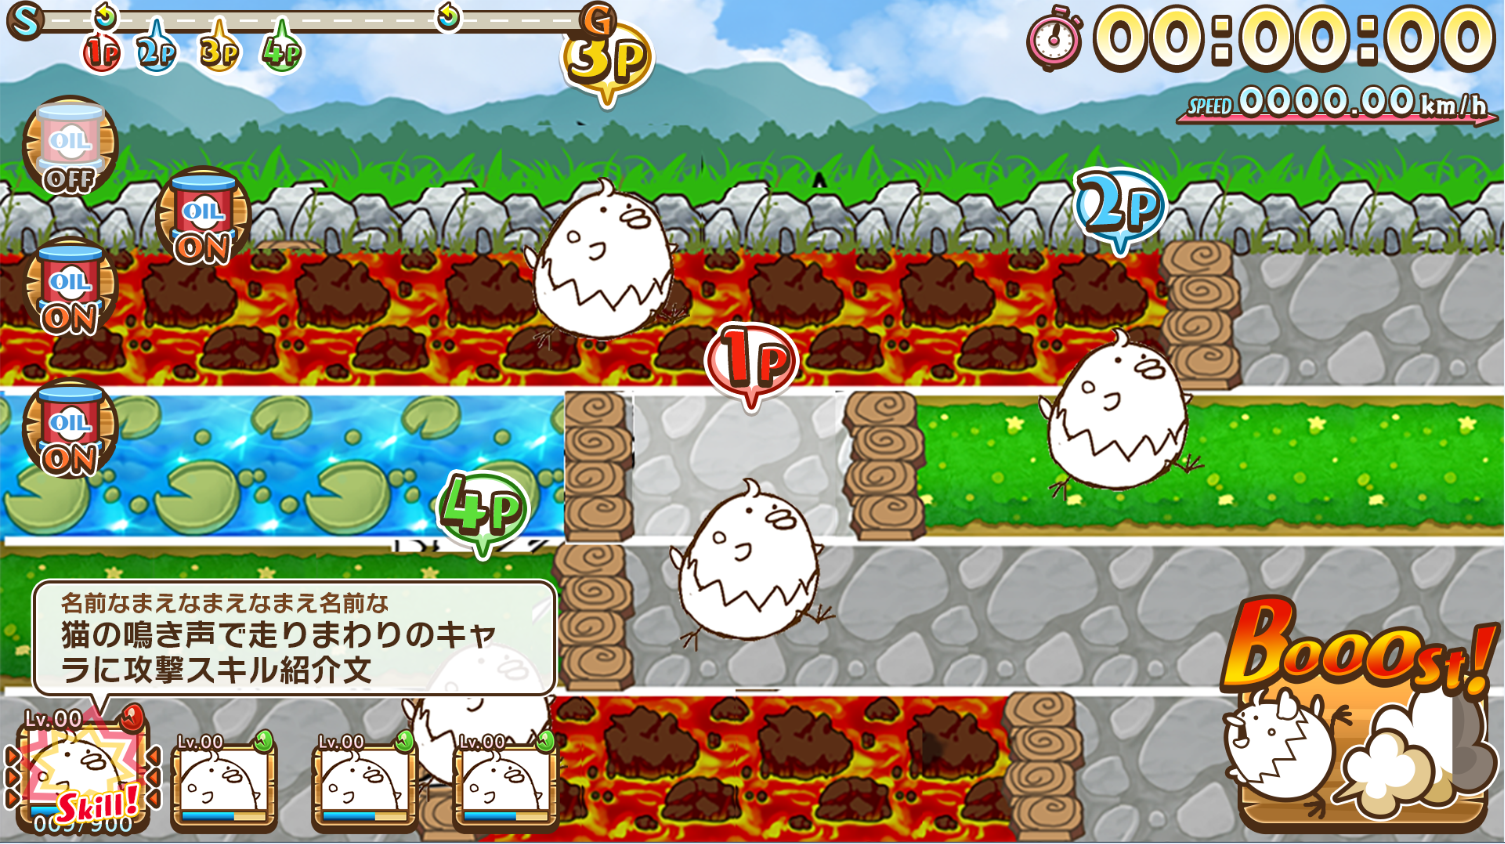 S
G
1P
2P
3P
4P
3P
00:00:00
SPEED 0000.00 km/h
OIL
OFF
OIL
ON
OIL
ON
OIL
ON
2P
1P
4P
名前なまえなまえなまえ名前な
猫の鳴き声で走りまわりのキャ
ラに攻撃スキル紹介文
BOOOst!
Lv.00
Lv.00
Lv.00
Lv.00
Skill!